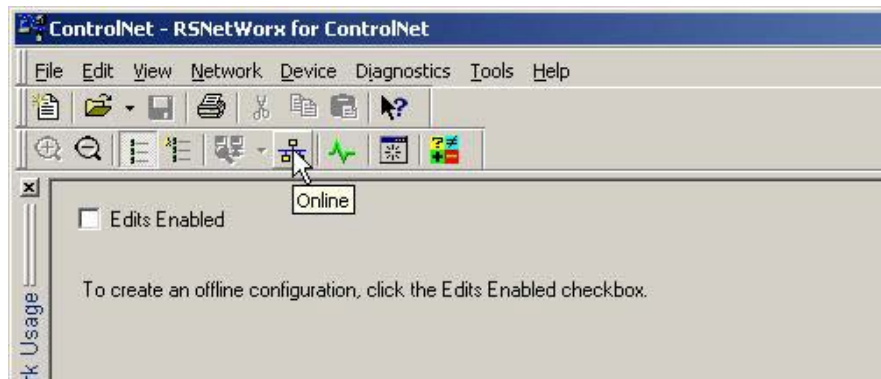 ControlNet - RSNetWorx for ControlNet
File Edit View Network Device Diagnostics Tools Help
Online
Edits Enabled
To create an offline configuration, click the Edits Enabled checkbox.
Usage